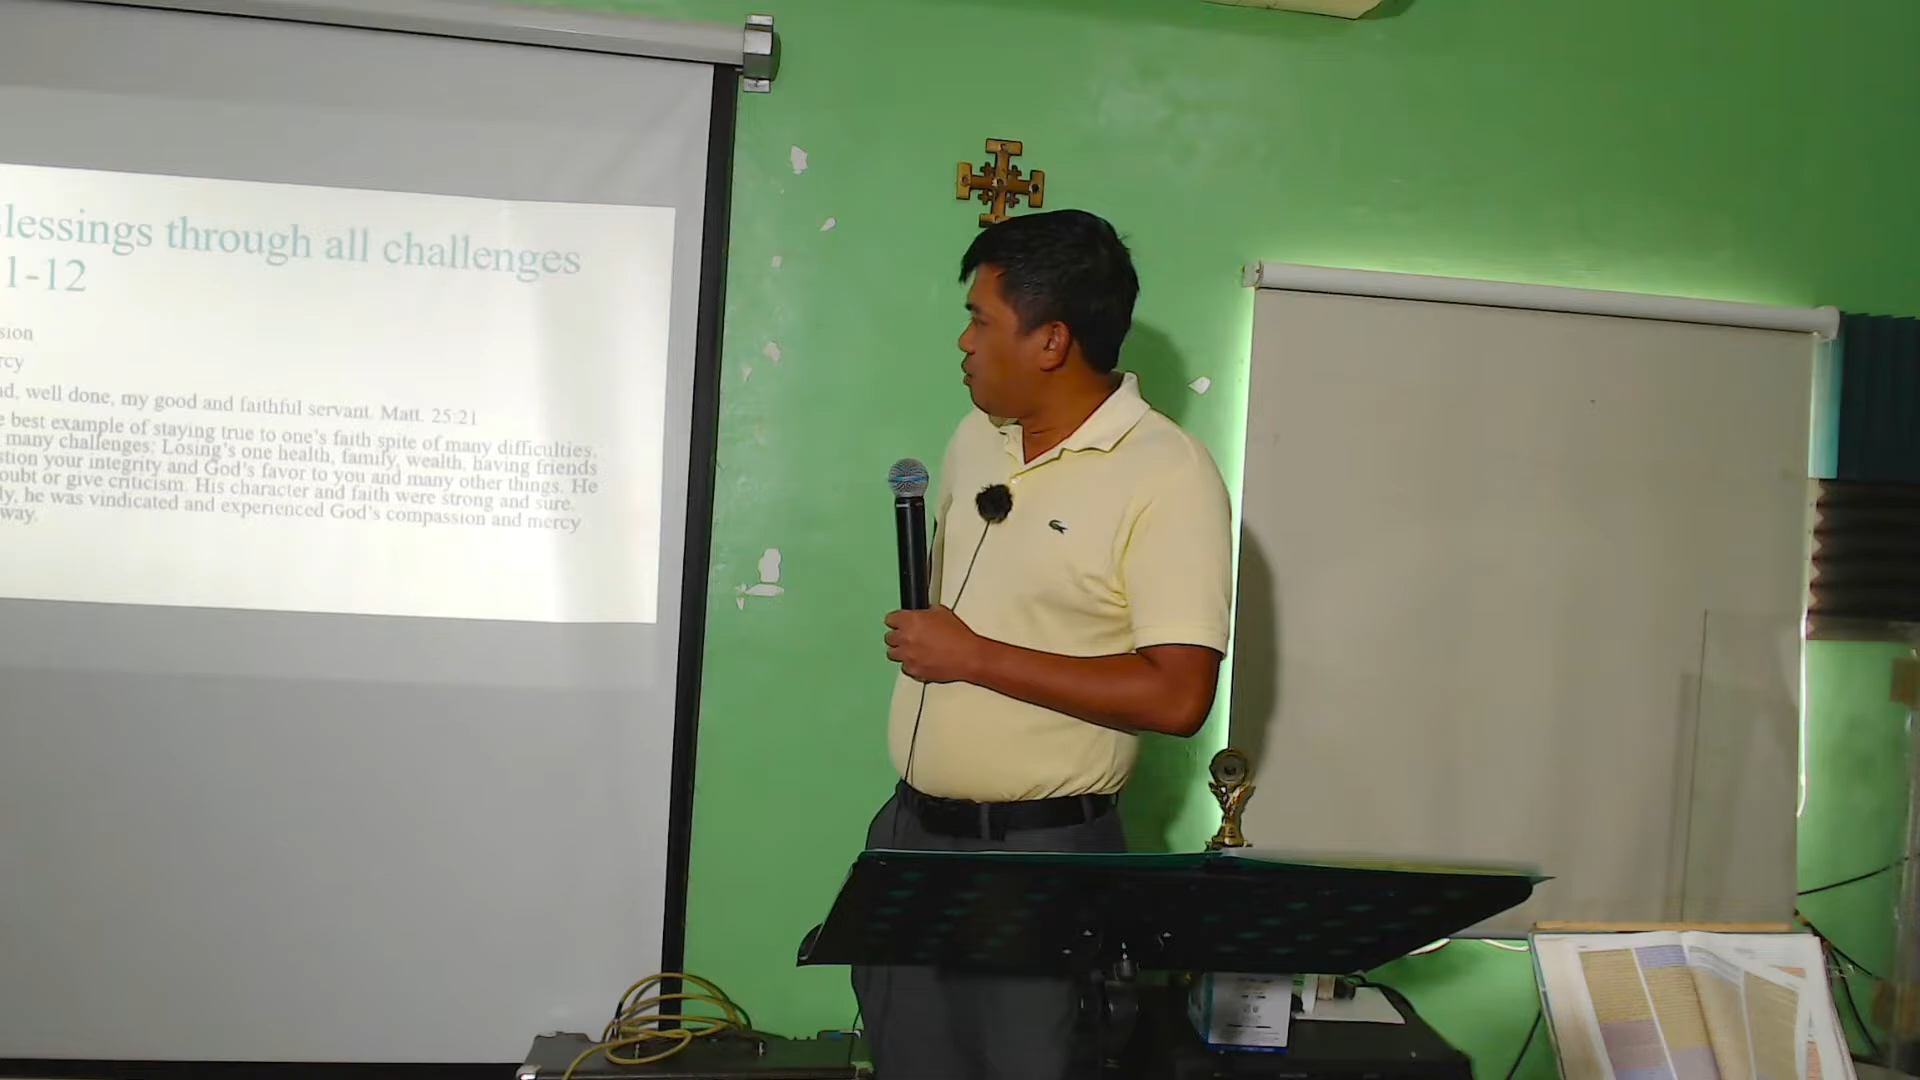 lessings through all challenges
1-12
sion
rcy
d, well done, my good and faithful servant. Matt. 25:21
e best example of staying true to one's faith spite of many difficulties.
many challenges: Losing's one health, family, wealth, having friends
stion your integrity and God's favor to you and many other things. He
oubt or give criticism. His character and faith were strong and sure.
ly, he was vindicated and experienced God's compassion and mercy
way.